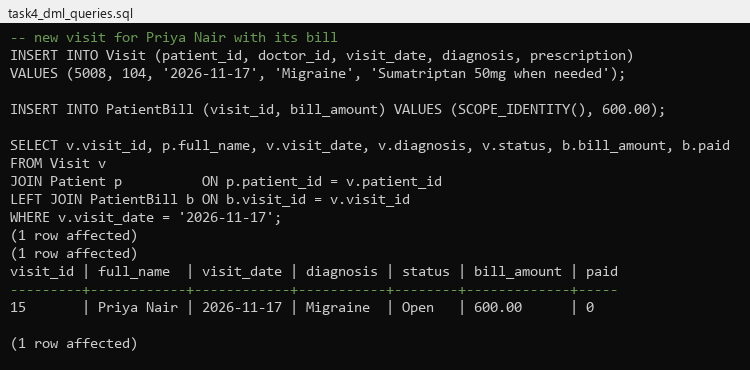 task4_dml_queries.sql
-- new visit for Priya Nair with its bill
INSERT INTO Visit (patient_id, doctor_id, visit_date, diagnosis, prescription)
VALUES (5008, 104, '2026-11-17', 'Migraine', 'Sumatriptan 50mg when needed');

INSERT INTO PatientBill (visit_id, bill_amount) VALUES (SCOPE_IDENTITY(), 600.00);

SELECT v.visit_id, p.full_name, v.visit_date, v.diagnosis, v.status, b.bill_amount, b.paid
FROM Visit v
JOIN Patient p          ON p.patient_id = v.patient_id
LEFT JOIN PatientBill b ON b.visit_id = v.visit_id
WHERE v.visit_date = '2026-11-17';
(1 row affected)
(1 row affected)
visit_id | full_name  | visit_date | diagnosis | status | bill_amount | paid
---------+------------+------------+-----------+--------+-------------+-----
15       | Priya Nair | 2026-11-17 | Migraine  | Open   | 600.00      | 0

(1 row affected)